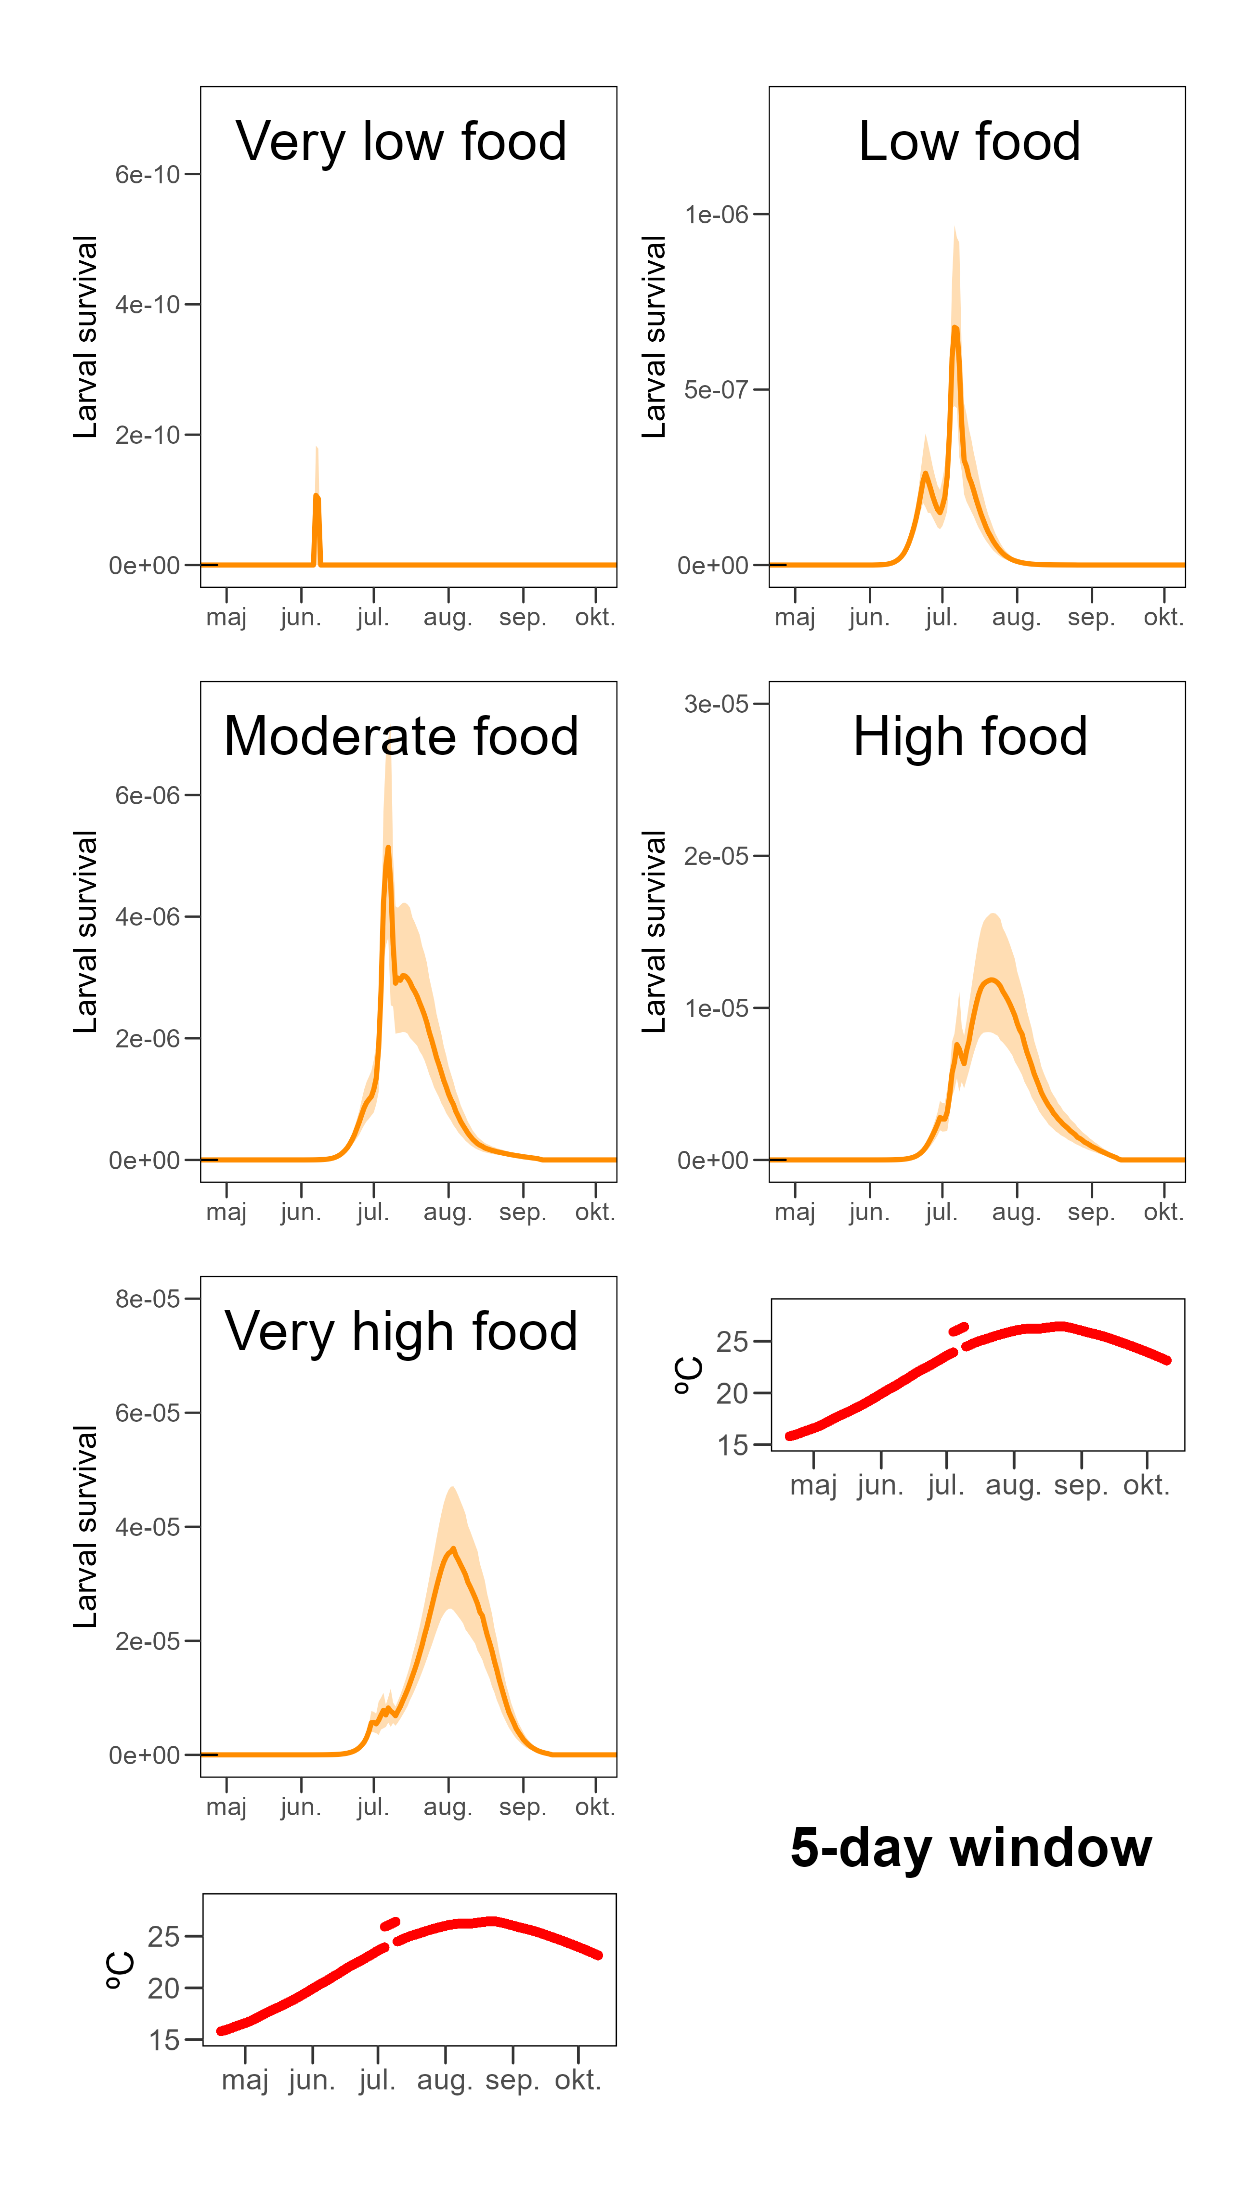 Very low food
Larval survival
6e-10
4e-10
2e-10
0e+00
maj jun. jul. aug. sep. okt.
Low food
Larval survival
1e-06
5e-07
0e+00
maj jun. jul. aug. sep. okt.
Moderate food
Larval survival
6e-06
4e-06
2e-06
0e+00
maj jun. jul. aug. sep. okt.
High food
Larval survival
3e-05
2e-05
1e-05
0e+00
maj jun. jul. aug. sep. okt.
Very high food
Larval survival
8e-05
6e-05
4e-05
2e-05
0e+00
maj jun. jul. aug. sep. okt.
ºC
25
20
15
maj jun. jul. aug. sep. okt.
5-day window
ºC
25
20
15
maj jun. jul. aug. sep. okt.